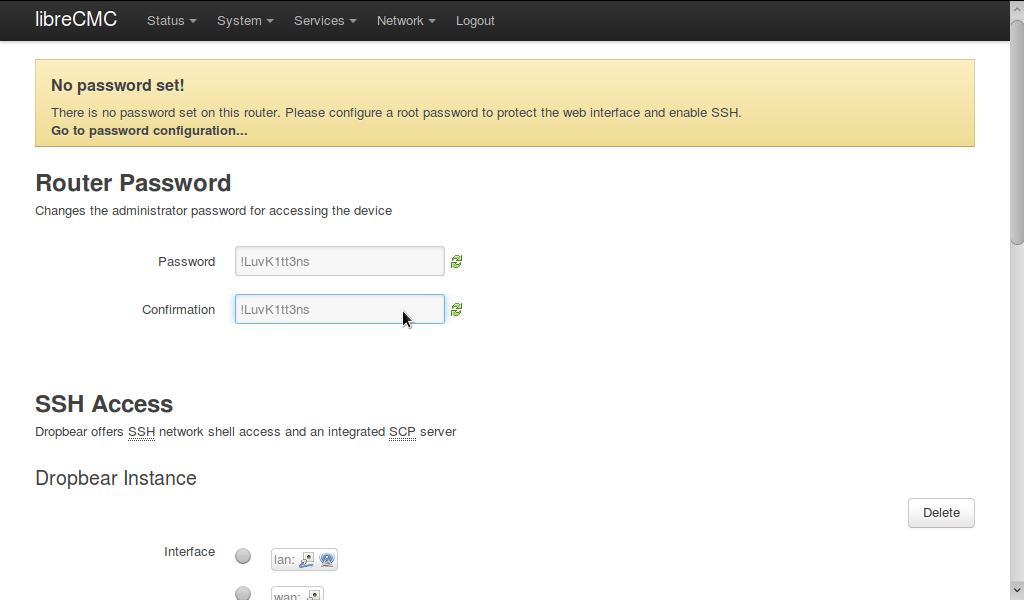 libreCMC Status System Services Network Logout
No password set!
There is no password set on this router. Please configure a root password to protect the web interface and enable SSH.
Go to password configuration...
Router Password
Changes the administrator password for accessing the device
Password !LuvK1tt3ns
Confirmation !LuvK1tt3ns
SSH Access
Dropbear offers SSH network shell access and an integrated SCP server
Dropbear Instance
Delete
Interface lan:
wan: